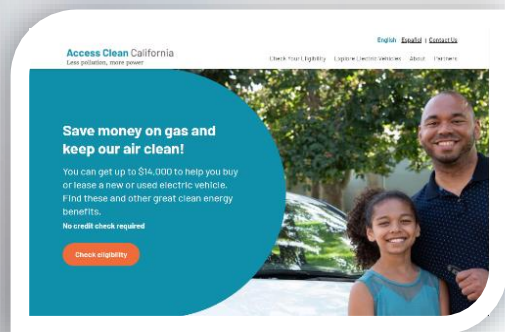 English Español | Contact Us
Access Clean California
Less pollution, more power
Check Your Eligibility Explore Electric Vehicles About Partners
Save money on gas and
keep our air clean!
You can get up to $14,000 to help you buy
or lease a new or used electric vehicle.
Find these and other great clean energy
benefits.
No credit check required
Check eligibility